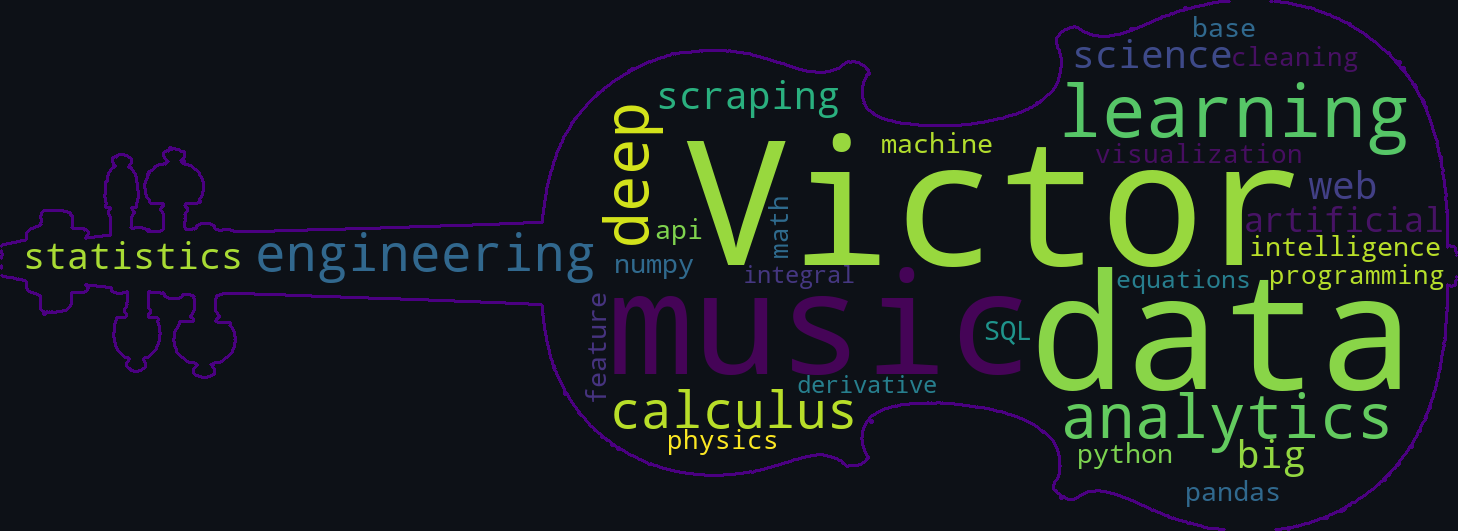 base
science
cleaning
scraping
learning
deep
machine
Victor
visualization
web
math
artificial
api
statistics
engineering
intelligence
numpy
integral
equations
programming
feature
music
SQL
data
derivative
calculus
analytics
physics
python
big
pandas